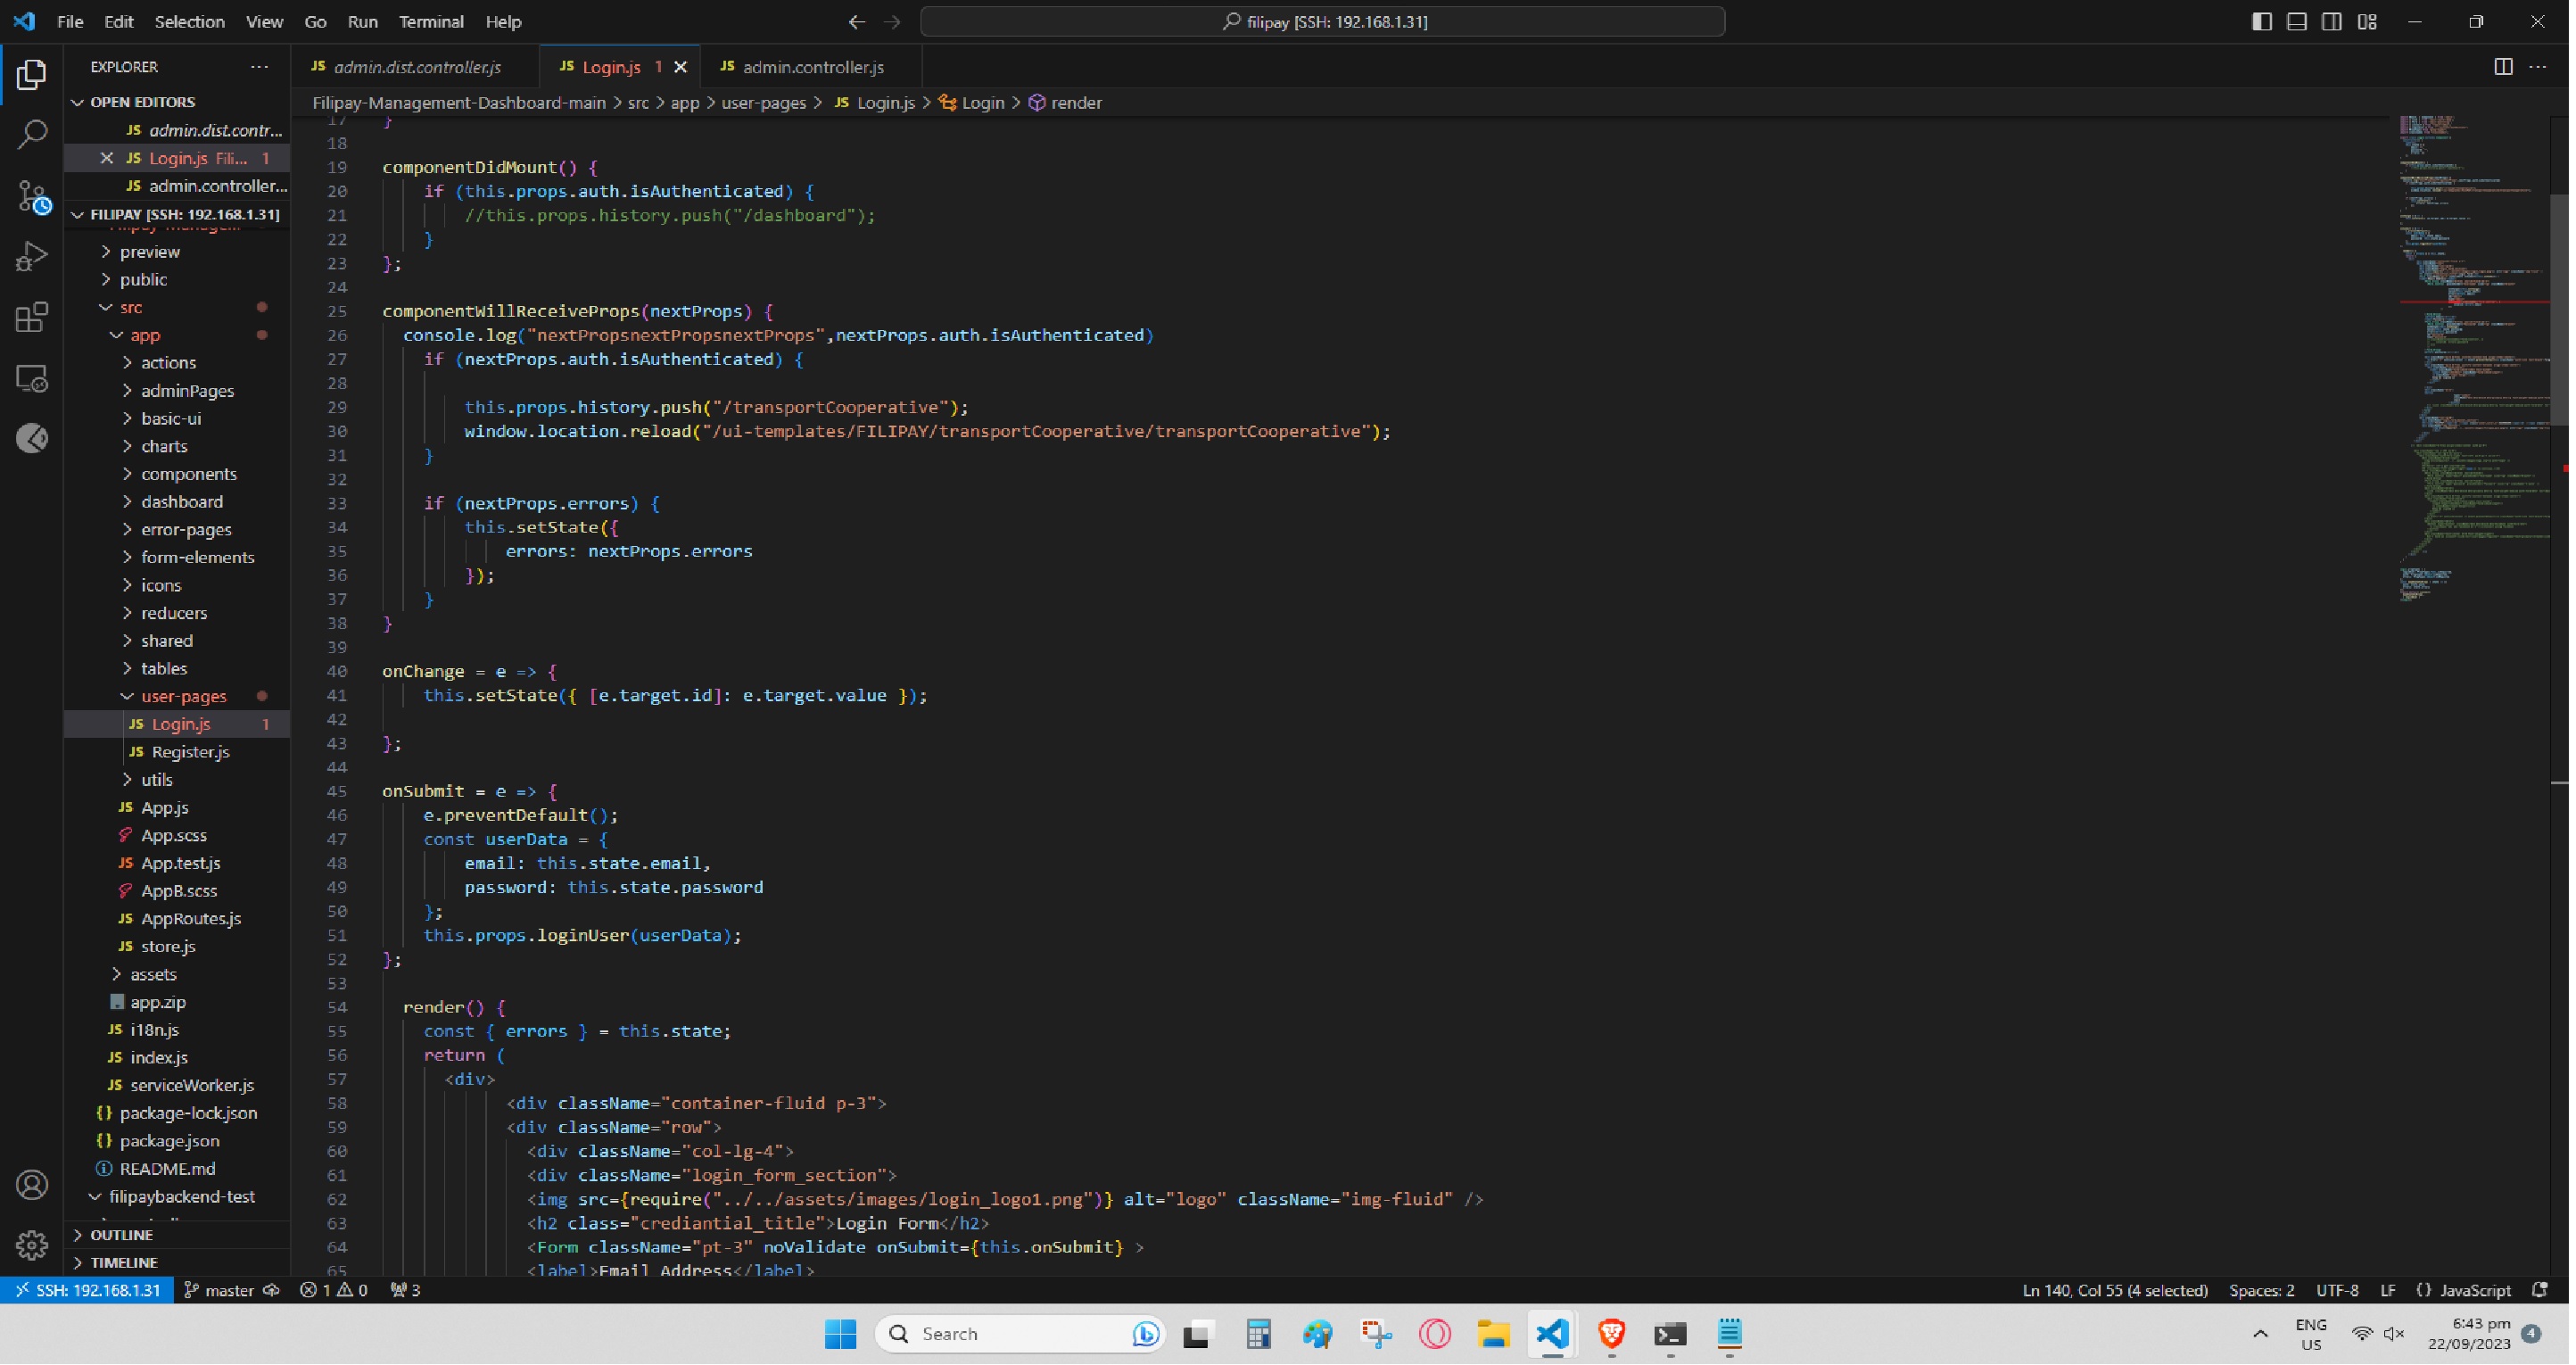 File Edit Selection View Go Run Terminal Help
filipay [SSH: 192.168.1.31]
EXPLORER
JS admin.dist.controller.js
JS Login.js 1
JS admin.controller.js
OPEN EDITORS
Filipay-Management-Dashboard-main > src > app > user-pages > JS Login.js > Login > render
JS admin.dist.contr...
JS Login.js Fili... 1
JS admin.controller...
FILIPAY [SSH: 192.168.1.31]
preview
public
src
app
actions
adminPages
basic-ui
charts
components
dashboard
error-pages
form-elements
icons
reducers
shared
tables
user-pages
JS Login.js 1
JS Register.js
utils
JS App.js
App.scss
JS App.test.js
AppB.scss
JS AppRoutes.js
JS store.js
assets
app.zip
JS i18n.js
JS index.js
JS serviceWorker.js
{} package-lock.json
{} package.json
README.md
filipaybackend-test
OUTLINE
TIMELINE
17 }
18
19 componentDidMount() {
20 if (this.props.auth.isAuthenticated) {
21 //this.props.history.push("/dashboard");
22 }
23 };
24
25 componentWillReceiveProps(nextProps) {
26 console.log("nextPropsnextPropsnextProps",nextProps.auth.isAuthenticated)
27 if (nextProps.auth.isAuthenticated) {
28
29 this.props.history.push("/transportCooperative");
30 window.location.reload("/ui-templates/FILIPAY/transportCooperative/transportCooperative");
31 }
32
33 if (nextProps.errors) {
34 this.setState({
35 errors: nextProps.errors
36 });
37 }
38 }
39
40 onChange = e => {
41 this.setState({ [e.target.id]: e.target.value });
42
43 };
44
45 onSubmit = e => {
46 e.preventDefault();
47 const userData = {
48 email: this.state.email,
49 password: this.state.password
50 };
51 this.props.loginUser(userData);
52 };
53
54 render() {
55 const { errors } = this.state;
56 return (
57 <div>
58 <div className="container-fluid p-3">
59 <div className="row">
60 <div className="col-lg-4">
61 <div className="login_form_section">
62 <img src={require("../../assets/images/login_logo1.png")} alt="logo" className="img-fluid" />
63 <h2 class="crediantial_title">Login Form</h2>
64 <Form className="pt-3" noValidate onSubmit={this.onSubmit} >
65 <label>Email Address</label>
SSH: 192.168.1.31 master 1 0 3
Ln 140, Col 55 (4 selected) Spaces: 2 UTF-8 LF {} JavaScript
Search
ENG
US
6:43 pm
22/09/2023
4